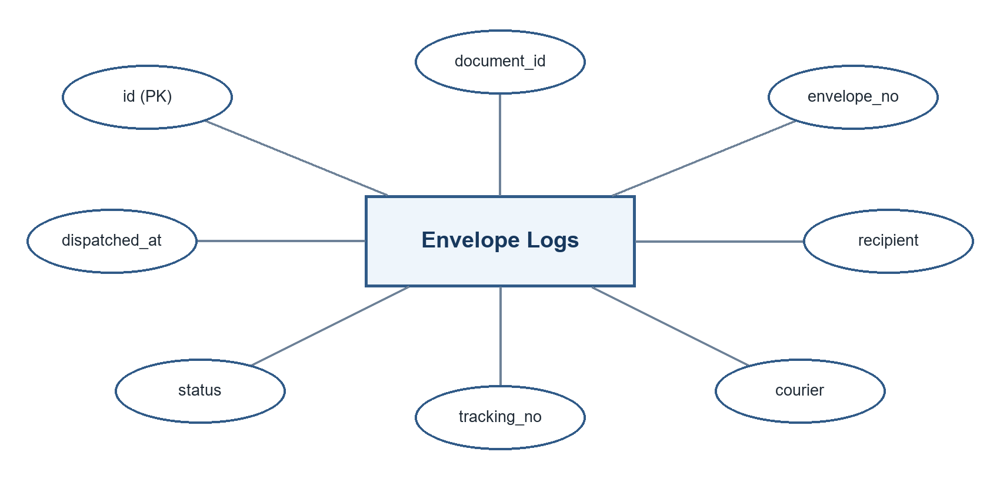 document_id
id (PK)
envelope_no
dispatched_at
Envelope Logs
recipient
status
courier
tracking_no